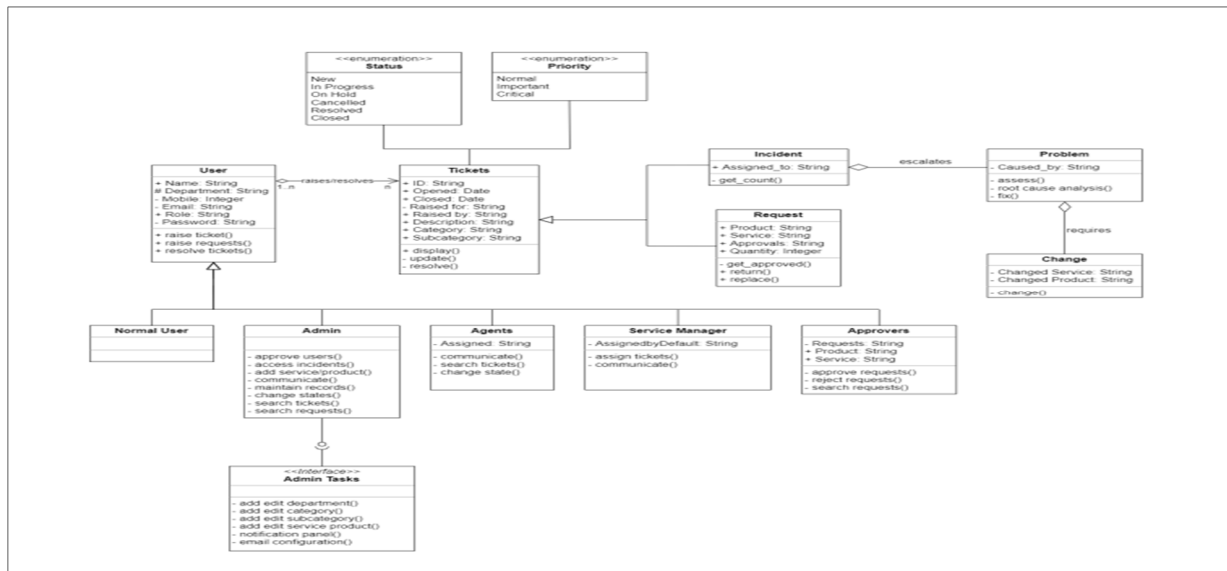 <<enumeration>>
Status
New
In Progress
On Hold
Cancelled
Resolved
Closed
<<enumeration>>
Priority
Normal
Important
Critical
User
+ Name: String
# Department: String
- Mobile: Integer
- Email: String
+ Role: String
- Password: String
+ raise ticket()
+ raise requests()
+ resolve tickets()
raises/resolves
1..n
n
Tickets
+ ID: String
+ Opened: Date
+ Closed: Date
- Raised for: String
+ Raised by: String
+ Description: String
+ Category: String
+ Subcategory: String
+ display()
- update()
- resolve()
Incident
+ Assigned_to: String
- get_count()
escalates
Problem
- Caused_by: String
- assess()
- root cause analysis()
- fix()
Request
+ Product: String
+ Service: String
+ Approvals: String
+ Quantity: Integer
- get_approved()
+ return()
+ replace()
requires
Change
- Changed Service: String
- Changed Product: String
- change()
Normal User
Admin
- approve users()
- access incidents()
- add service/product()
- communicate()
- maintain records()
- change states()
- search tickets()
- search requests()
Agents
- Assigned: String
- communicate()
- search tickets()
- change state()
Service Manager
- AssignedbyDefault: String
- assign tickets()
- communicate()
Approvers
- Requests: String
+ Product: String
+ Service: String
- approve requests()
- reject requests()
- search requests()
<<Interface>>
Admin Tasks
- add edit department()
- add edit category()
- add edit subcategory()
- add edit service product()
- notification panel()
- email configuration()